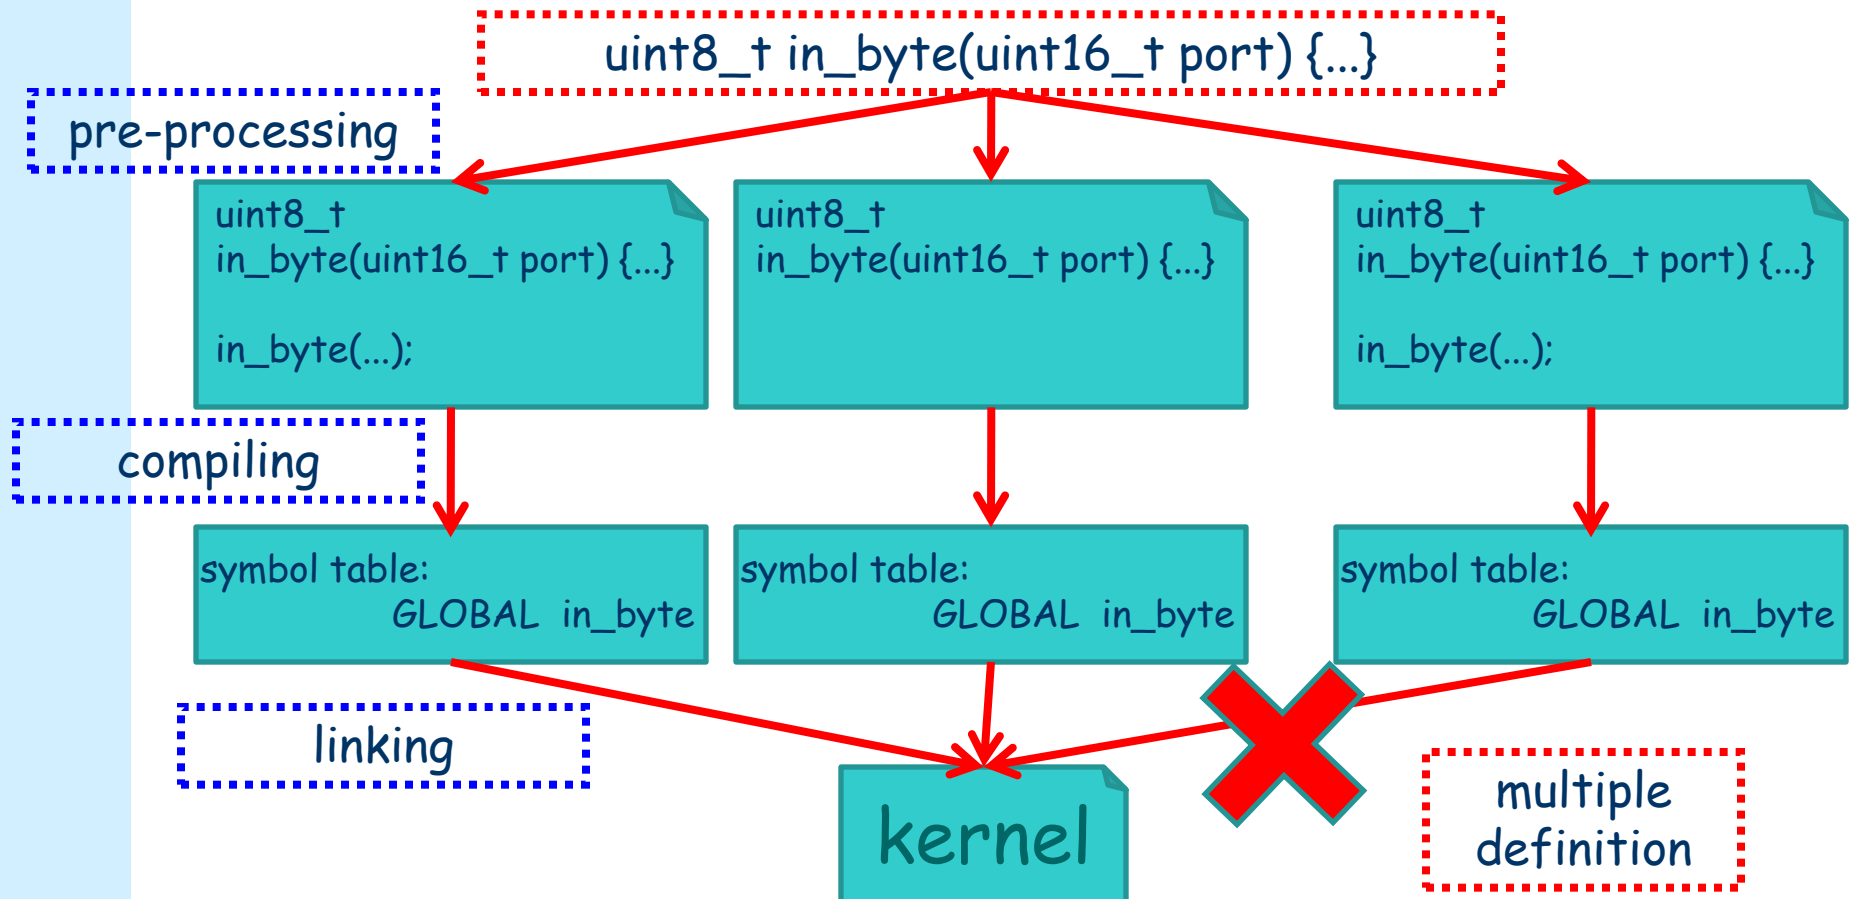 uint8_t in_byte(uint16_t port) {...}
pre-processing
uint8_t
in_byte(uint16_t port) {...}
in_byte(...);
uint8_t
in_byte(uint16_t port) {...}
uint8_t
in_byte(uint16_t port) {...}
in_byte(...);
compiling
symbol table:
GLOBAL in_byte
symbol table:
GLOBAL in_byte
symbol table:
GLOBAL in_byte
linking
kernel
multiple
definition